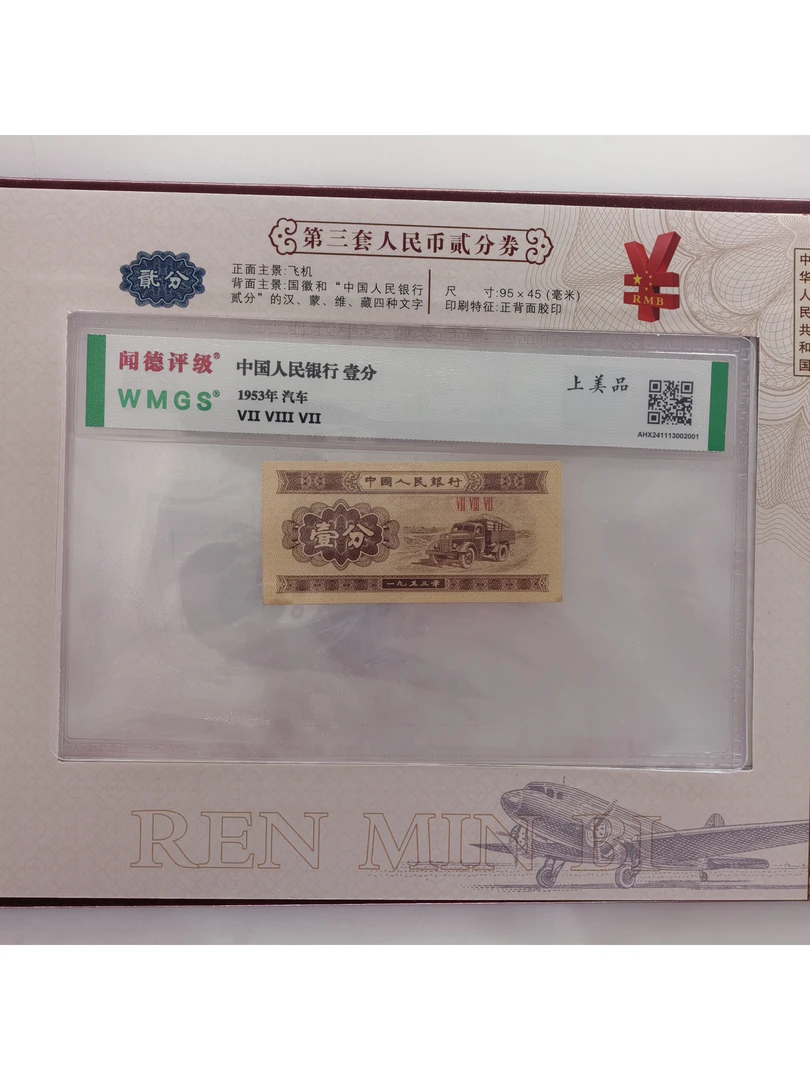 第三套人民币贰分券
贰分
正面主景:飞机
背面主景:国徽和“中国人民银行
贰分”的汉、蒙、维、藏四种文字
尺 寸:95×45(毫米)
印刷特征:正背面胶印
RMB
中华人民共和国
闻德评级®
WMGS®
中国人民银行 壹分
1953年 汽车
VII VIII VII
上美品
AHX241113002001
中國人民銀行
VII VIII VII
壹分
一九五三年
REN MIN BI